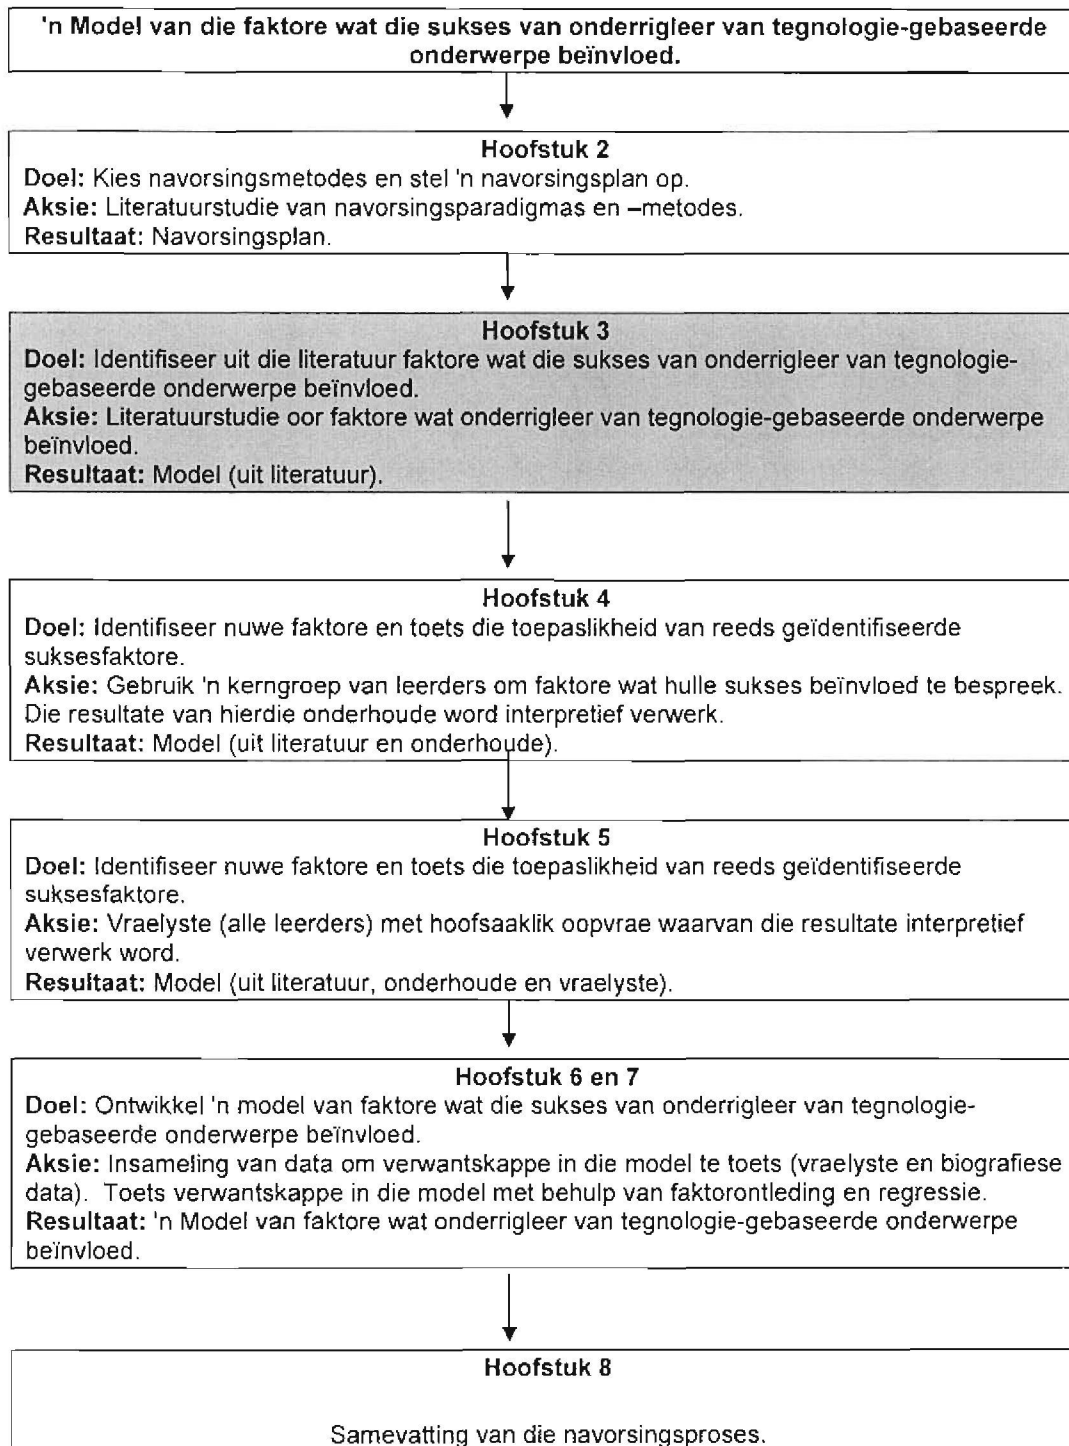 'n Model van die faktore wat die sukses van onderrigleer van tegnologie-gebaseerde
onderwerpe beïnvloed.
Hoofstuk 2
Doel: Kies navorsingsmetodes en stel 'n navorsingsplan op.
Aksie: Literatuurstudie van navorsingsparadigmas en –metodes.
Resultaat: Navorsingsplan.
Hoofstuk 3
Doel: Identifiseer uit die literatuur faktore wat die sukses van onderrigleer van tegnologie-
gebaseerde onderwerpe beïnvloed.
Aksie: Literatuurstudie oor faktore wat onderrigleer van tegnologie-gebaseerde onderwerpe
beïnvloed.
Resultaat: Model (uit literatuur).
Hoofstuk 4
Doel: Identifiseer nuwe faktore en toets die toepaslikheid van reeds geïdentifiseerde
suksesfaktore.
Aksie: Gebruik 'n kerngroep van leerders om faktore wat hulle sukses beïnvloed te bespreek.
Die resultate van hierdie onderhoude word interpretief verwerk.
Resultaat: Model (uit literatuur en onderhoude).
Hoofstuk 5
Doel: Identifiseer nuwe faktore en toets die toepaslikheid van reeds geïdentifiseerde
suksesfaktore.
Aksie: Vraelyste (alle leerders) met hoofsaaklik oopvrae waarvan die resultate interpretief
verwerk word.
Resultaat: Model (uit literatuur, onderhoude en vraelyste).
Hoofstuk 6 en 7
Doel: Ontwikkel 'n model van faktore wat die sukses van onderrigleer van tegnologie-
gebaseerde onderwerpe beïnvloed.
Aksie: Insameling van data om verwantskappe in die model te toets (vraelyste en biografiese
data). Toets verwantskappe in die model met behulp van faktorontleding en regressie.
Resultaat: 'n Model van faktore wat onderrigleer van tegnologie-gebaseerde onderwerpe
beïnvloed.
Hoofstuk 8
Samevatting van die navorsingsproses.